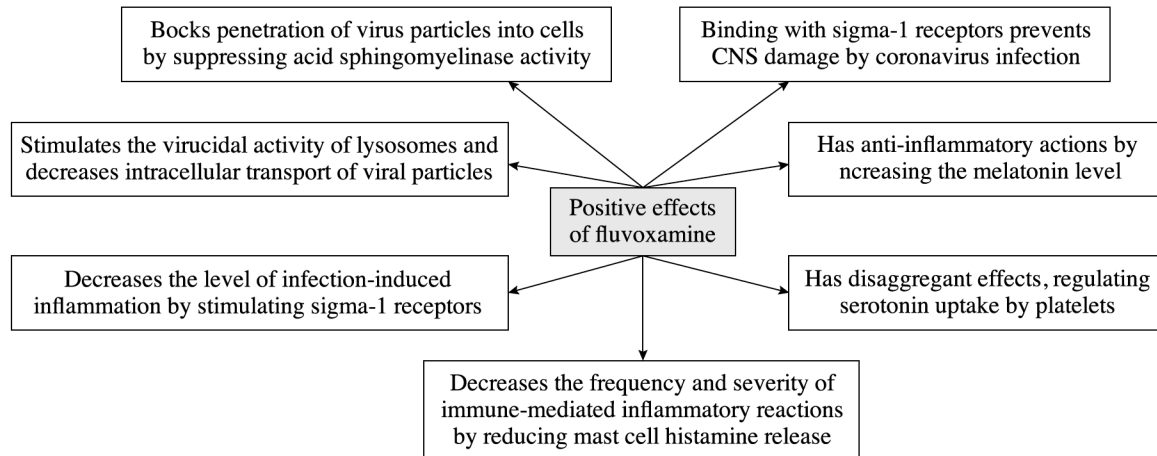 Bocks penetration of virus particles into cells
by suppressing acid sphingomyelinase activity
Binding with sigma-1 receptors prevents
CNS damage by coronavirus infection
Stimulates the virucidal activity of lysosomes and
decreases intracellular transport of viral particles
Has anti-inflammatory actions by
ncreasing the melatonin level
Positive effects
of fluvoxamine
Decreases the level of infection-induced
inflammation by stimulating sigma-1 receptors
Has disaggregant effects, regulating
serotonin uptake by platelets
Decreases the frequency and severity of
immune-mediated inflammatory reactions
by reducing mast cell histamine release